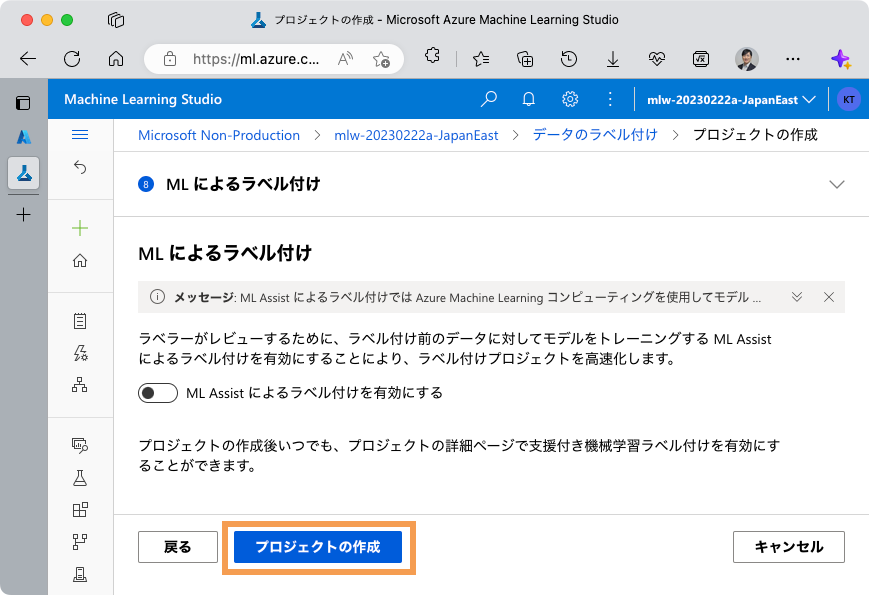 プロジェクトの作成 - Microsoft Azure Machine Learning Studio
https://ml.azure.c...
Machine Learning Studio
mlw-20230222a-JapanEast
KT
Microsoft Non-Production > mlw-20230222a-JapanEast > データのラベル付け > プロジェクトの作成
8 ML によるラベル付け
ML によるラベル付け
メッセージ: ML Assist によるラベル付けでは Azure Machine Learning コンピューティングを使用してモデル ...
ラベラーがレビューするために、ラベル付け前のデータに対してモデルをトレーニングする ML Assist
によるラベル付けを有効にすることにより、ラベル付けプロジェクトを高速化します。
ML Assist によるラベル付けを有効にする
プロジェクトの作成後いつでも、プロジェクトの詳細ページで支援付き機械学習ラベル付けを有効にす
ることができます。
戻る
プロジェクトの作成
キャンセル